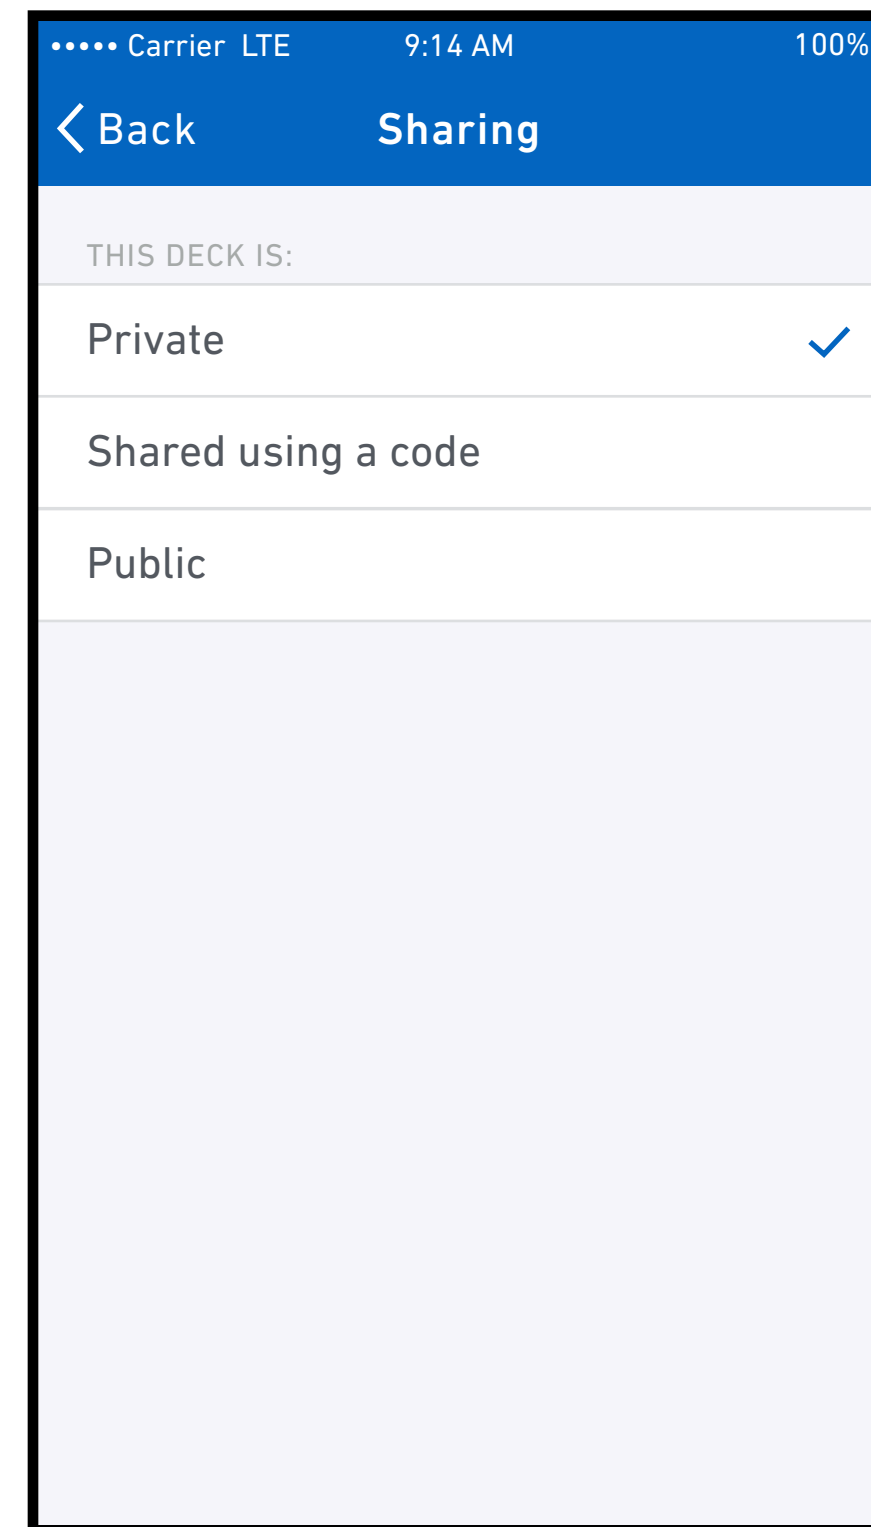 ••••• Carrier LTE 9:14 AM 100%
Back Sharing
THIS DECK IS:
Private
Shared using a code
Public